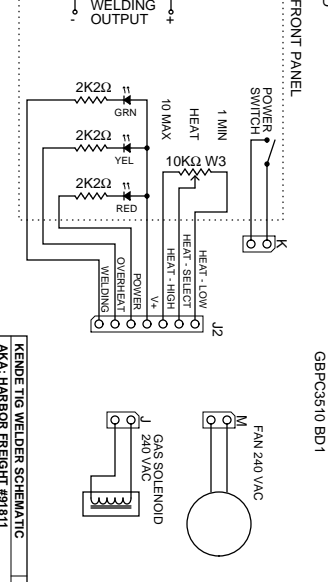 WELDING
OUTPUT
- +
FRONT PANEL
2K2Ω
GRN
2K2Ω
YEL
2K2Ω
RED
10 MAX
HEAT
1 MIN
10KΩ W3
POWER
SWITCH
K
WELDING
OVERHEAT
POWER
V+
HEAT - HIGH
HEAT - SELECT
HEAT - LOW
J2
GBPC3510 BD1
J
GAS SOLENOID
240 VAC
M
FAN 240 VAC
KENDE TIG WELDER SCHEMATIC
AKA: HARBOR FREIGHT #91811